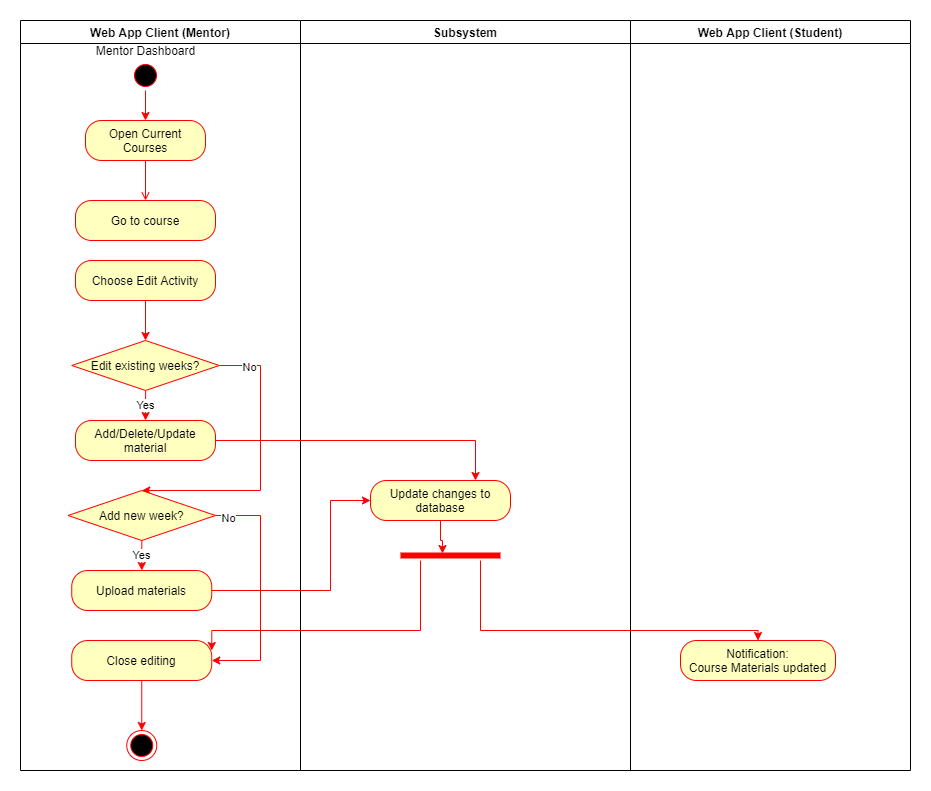 Web App Client (Mentor)
Subsystem
Web App Client (Student)
Mentor Dashboard
Open Current
Courses
Go to course
Choose Edit Activity
Edit existing weeks?
No
Yes
Add/Delete/Update
material
Update changes to
database
Add new week?
No
Yes
Upload materials
Close editing
Notification:
Course Materials updated